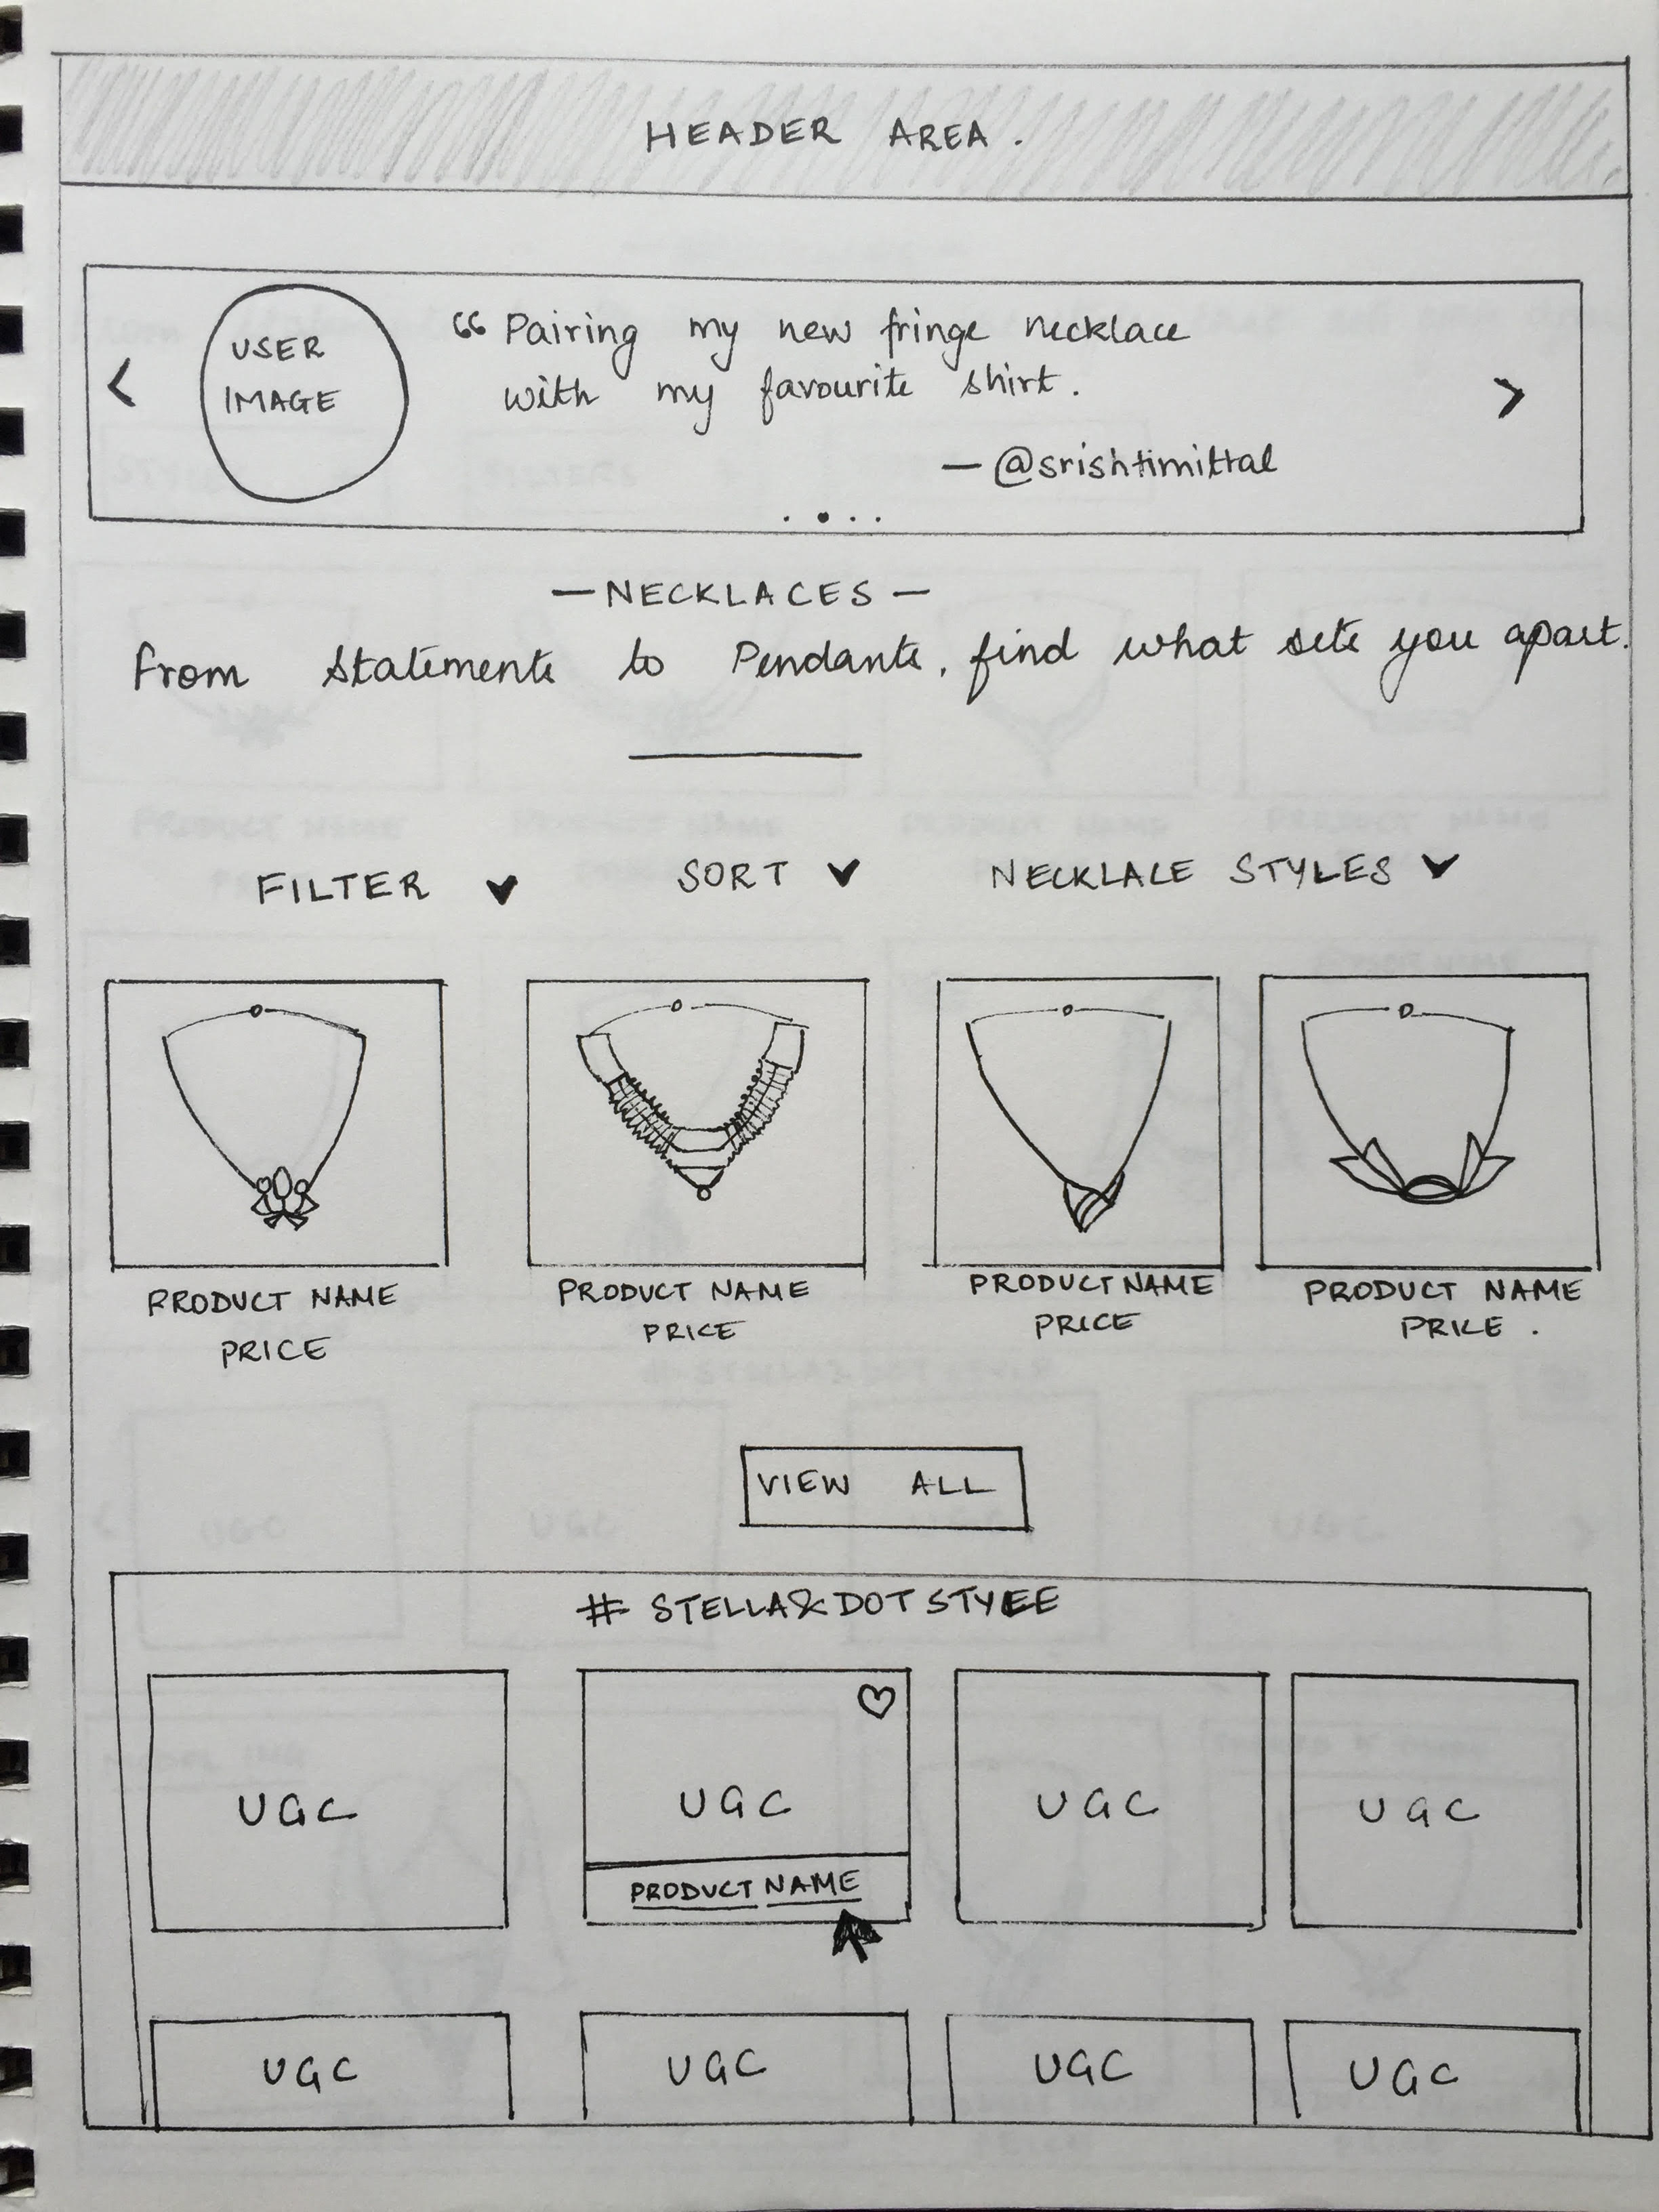 HEADER AREA.
USER
IMAGE
“ Pairing my new fringe necklace
with my favourite shirt.
— @srishtimittal
— NECKLACES —
From Statements to Pendants, find what sets you apart.
FILTER SORT NECKLACE STYLES
PRODUCT NAME PRODUCT NAME PRODUCT NAME PRODUCT NAME
PRICE PRICE PRICE PRICE.
VIEW ALL
# STELLA&DOT STYLE
UGC UGC UGC UGC
PRODUCT NAME
UGC UGC UGC UGC